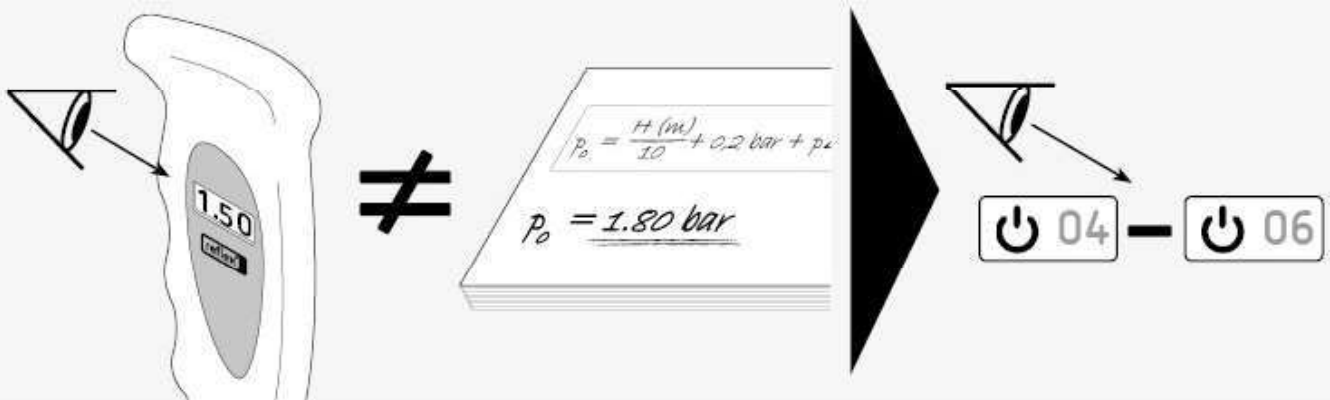 1.50
reflex
p₀ = H (m)/10 + 0,2 bar + p
p₀ = 1.80 bar
04 – 06